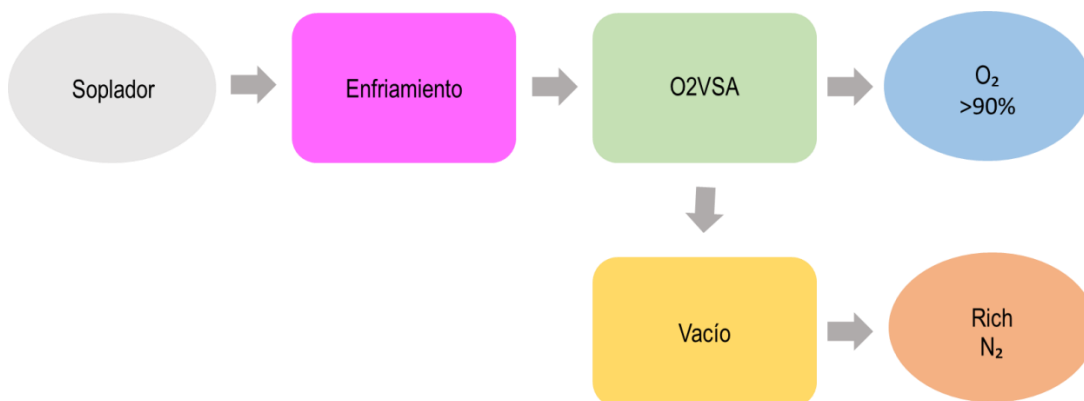 Soplador
Enfriamiento
O2VSA
O₂
>90%
Vacío
Rich
N₂